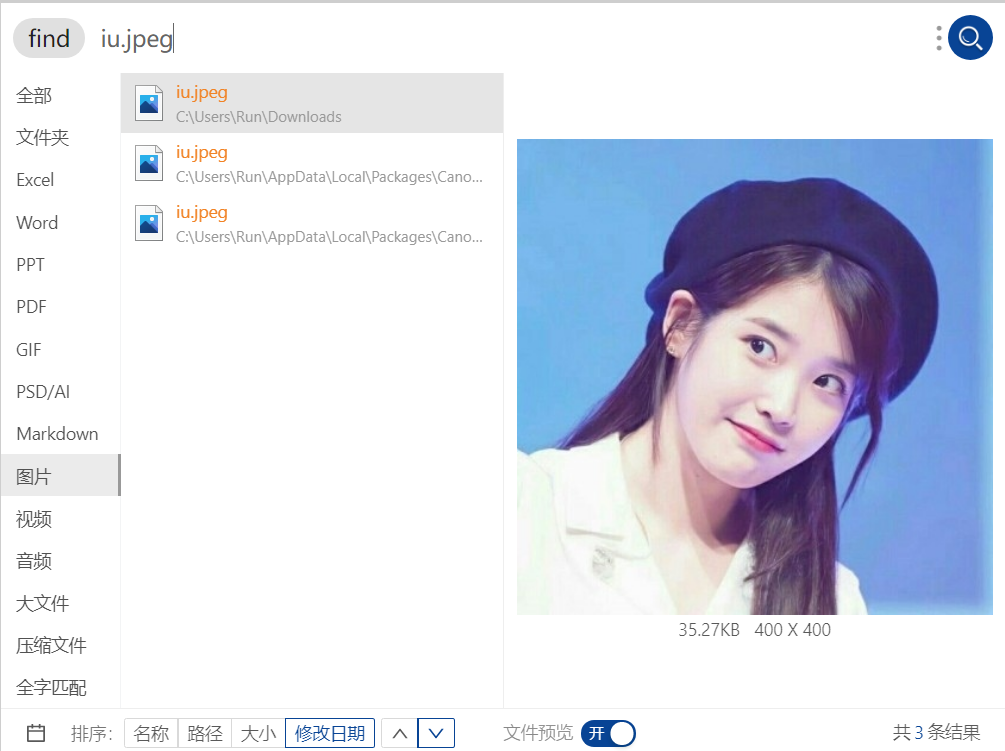 find iu.jpeg
全部
文件夹
Excel
Word
PPT
PDF
GIF
PSD/AI
Markdown
图片
视频
音频
大文件
压缩文件
全字匹配
iu.jpeg
C:\Users\Run\Downloads
iu.jpeg
C:\Users\Run\AppData\Local\Packages\Cano...
iu.jpeg
C:\Users\Run\AppData\Local\Packages\Cano...
35.27KB 400 X 400
排序: 名称 路径 大小 修改日期 文件预览 开 共 3 条结果